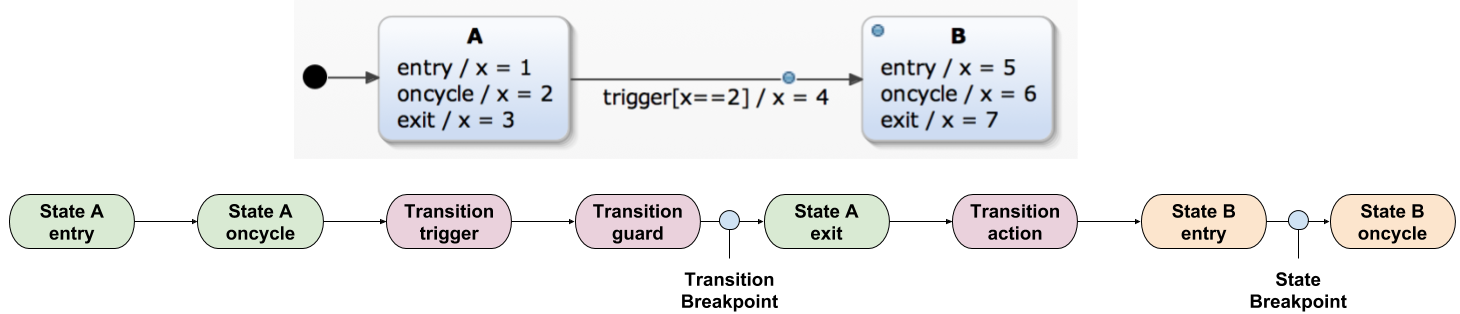 A
entry / x = 1
oncycle / x = 2
exit / x = 3
trigger[x==2] / x = 4
B
entry / x = 5
oncycle / x = 6
exit / x = 7
State A
entry
State A
oncycle
Transition
trigger
Transition
guard
State A
exit
Transition
action
State B
entry
State B
oncycle
Transition
Breakpoint
State
Breakpoint